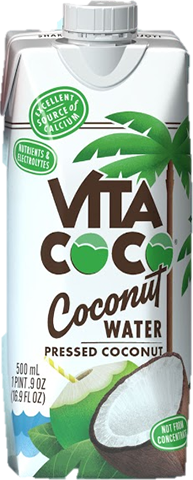 EXCELLENT
SOURCE of
CALCIUM
NUTRIENTS &
ELECTROLYTES
VITA
COCO
Coconut
WATER
PRESSED COCONUT
500 mL
1 PINT .9 OZ
(16.9 FL OZ)
NOT FROM
CONCENTRATE